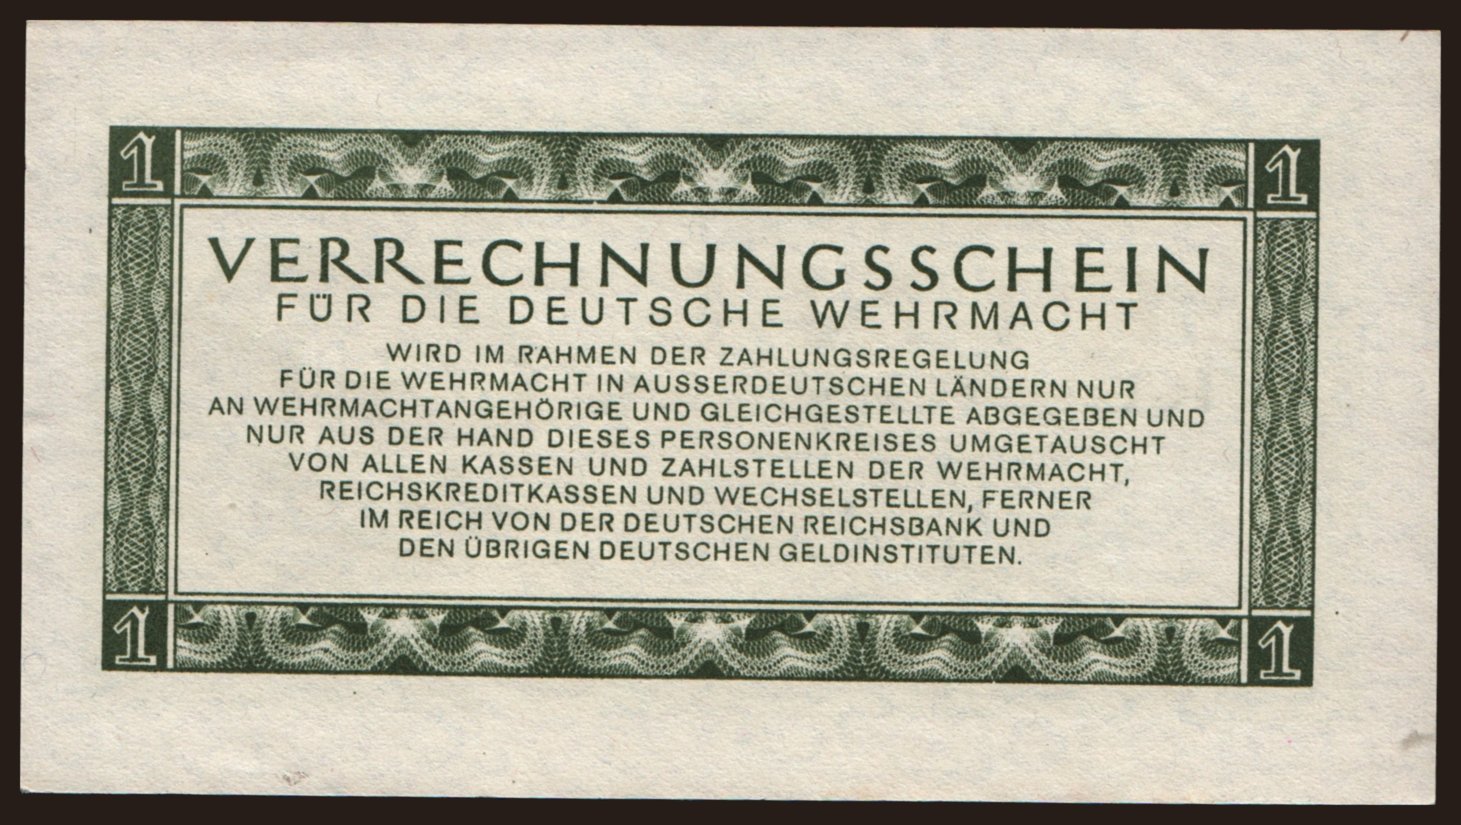 1 1
VERRECHNUNGSSCHEIN
FÜR DIE DEUTSCHE WEHRMACHT
WIRD IM RAHMEN DER ZAHLUNGSREGELUNG
FÜR DIE WEHRMACHT IN AUSSERDEUTSCHEN LÄNDERN NUR
AN WEHRMACHTANGEHÖRIGE UND GLEICHGESTELLTE ABGEGEBEN UND
NUR AUS DER HAND DIESES PERSONENKREISES UMGETAUSCHT
VON ALLEN KASSEN UND ZAHLSTELLEN DER WEHRMACHT,
REICHSKREDITKASSEN UND WECHSELSTELLEN, FERNER
IM REICH VON DER DEUTSCHEN REICHSBANK UND
DEN ÜBRIGEN DEUTSCHEN GELDINSTITUTEN.
1 1